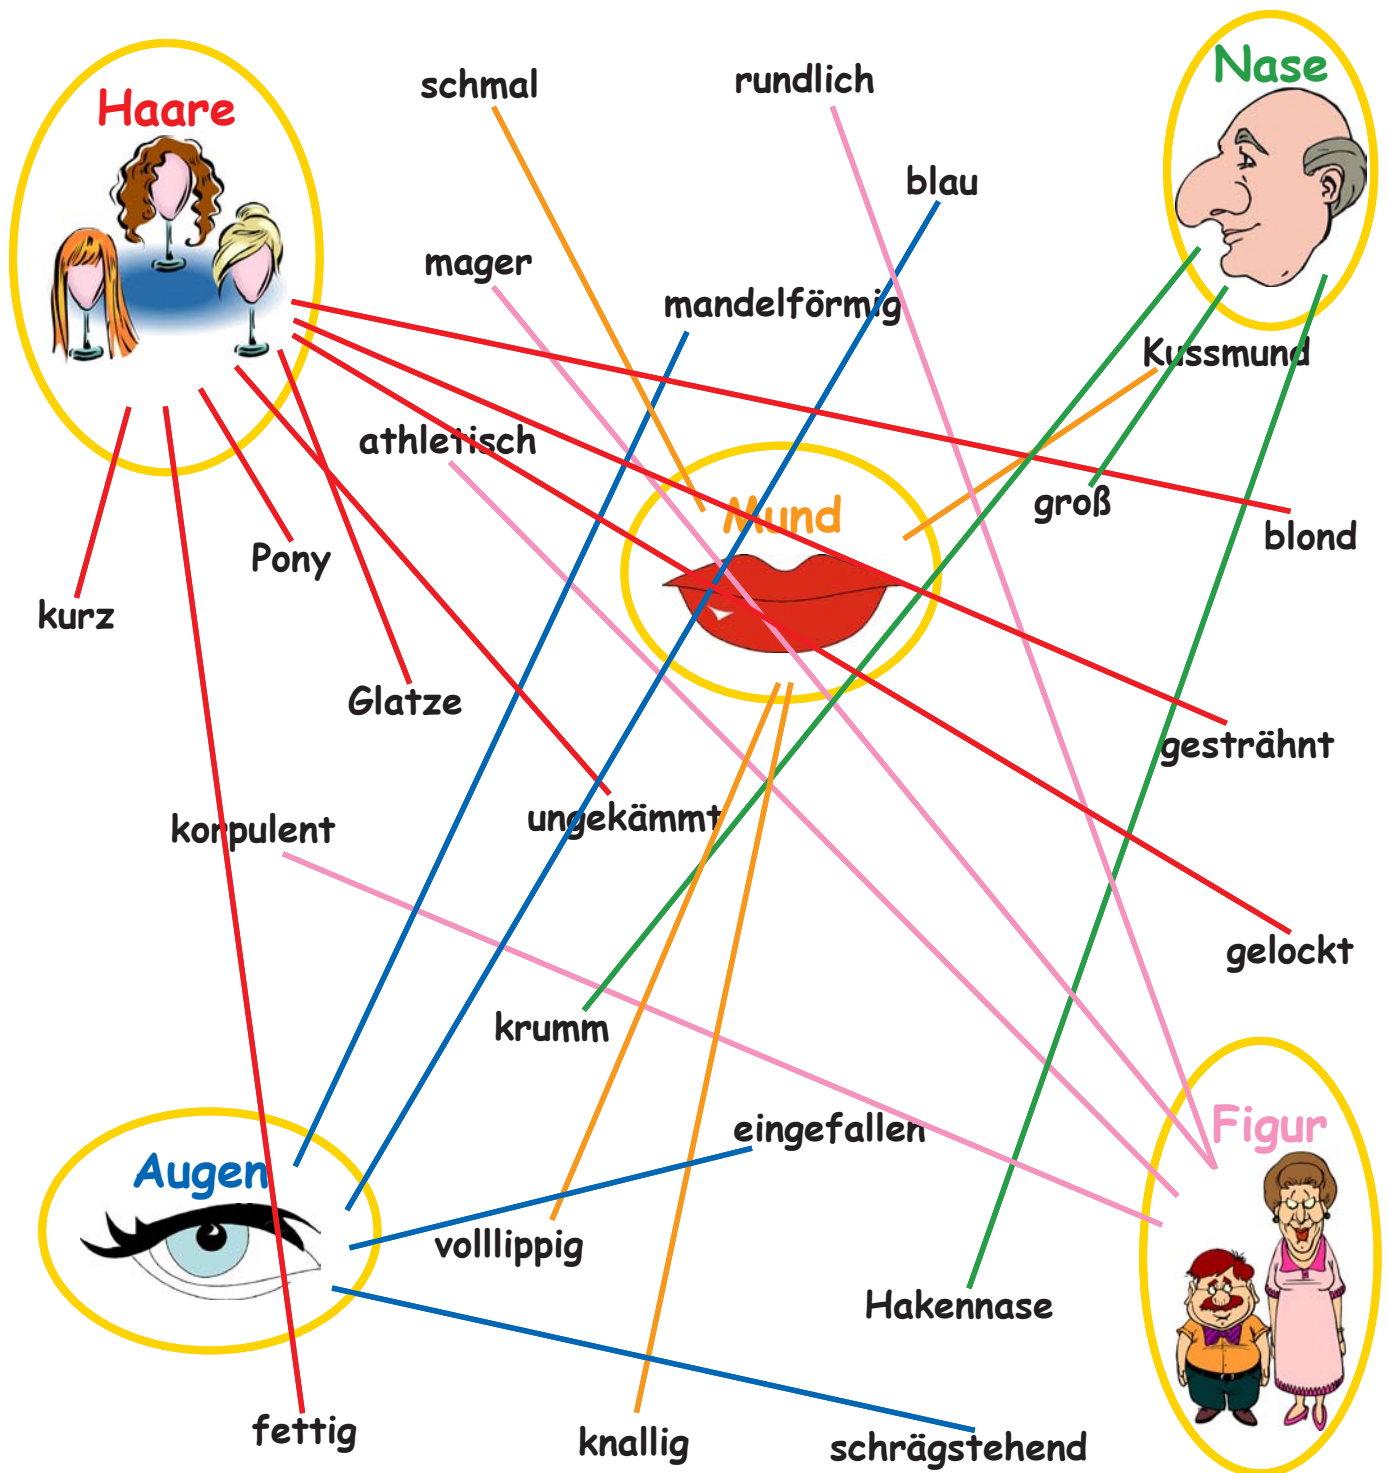 Nase
schmal
rundlich
Haare
blau
mager
mandelförmig
Kussmund
athletisch
groß
Mund
blond
Pony
kurz
Glatze
gesträhnt
ungekämmt
korpulent
gelockt
krumm
eingefallen
Figur
Augen
volllippig
Hakennase
fettig
knallig
schrägstehend